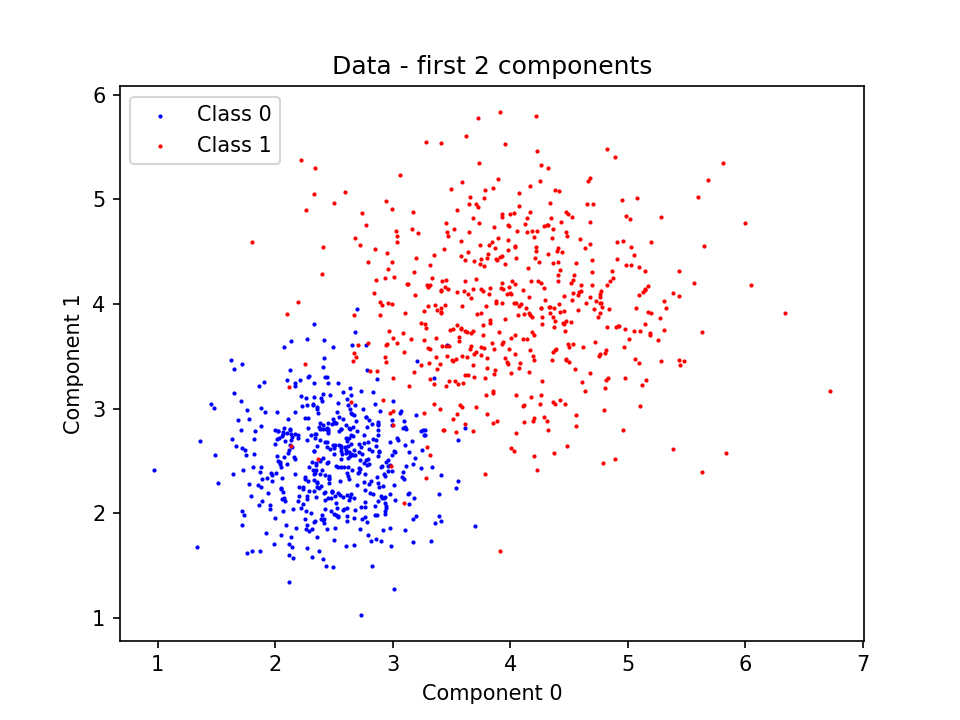 Data - first 2 components
Class 0
Class 1
6
5
4
3
2
1
Component 1
1 2 3 4 5 6 7
Component 0